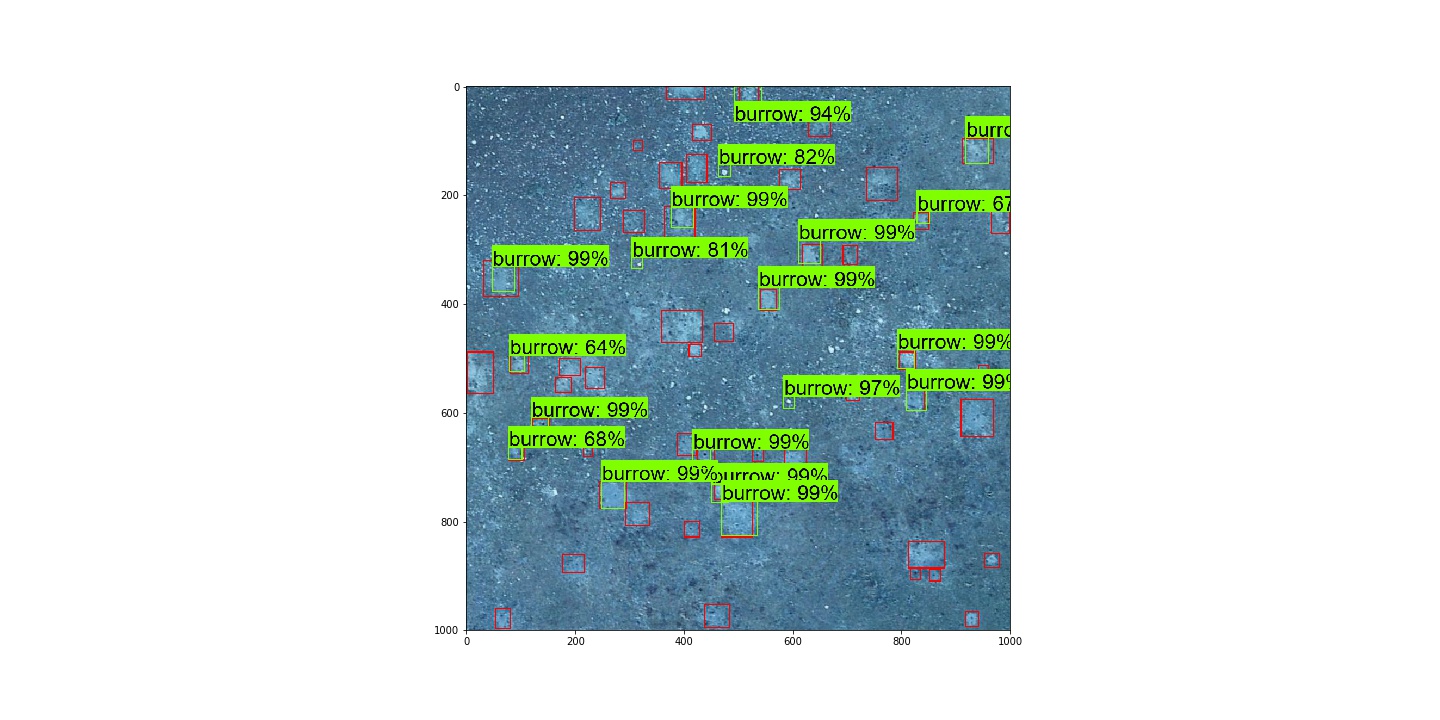 0
burrow: 94%
burro
burrow: 82%
200
burrow: 99%
burrow: 67
burrow: 99%
burrow: 81%
burrow: 99%
burrow: 99%
400
burrow: 99%
burrow: 64%
burrow: 99%
burrow: 97%
600
burrow: 99%
burrow: 68%
burrow: 99%
burrow: 99%
burrow: 99%
burrow: 99%
800
1000
0
200
400
600
800
1000